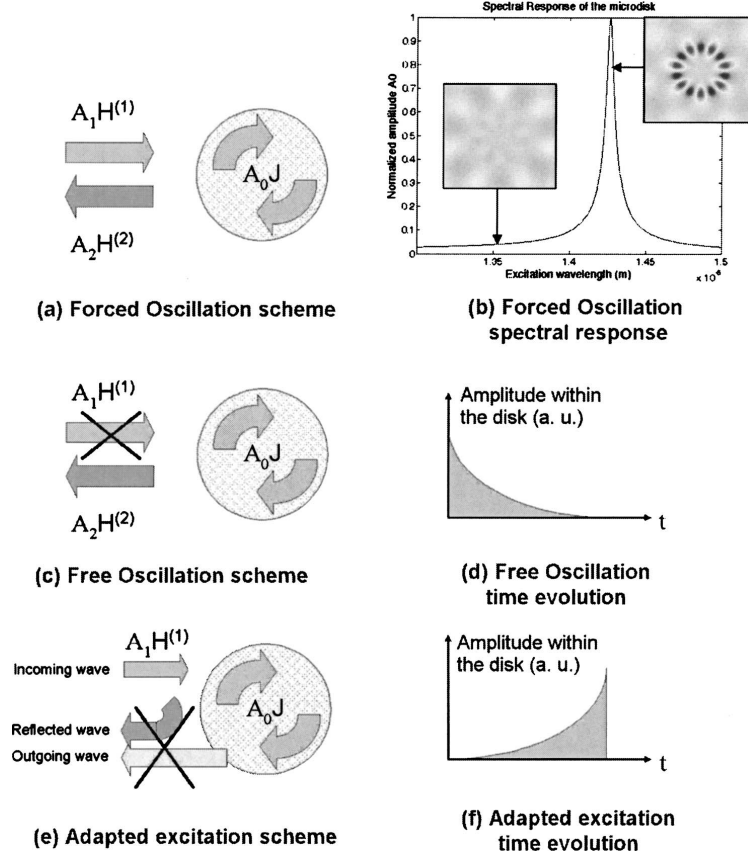 A₁H⁽¹⁾
A₀J
A₂H⁽²⁾
(a) Forced Oscillation scheme
Spectral Response of the microdisk
Normalized amplitude A0
1
0.9
0.8
0.7
0.6
0.5
0.4
0.3
0.2
0.1
0
1.35
1.4
1.45
1.5
Excitation wavelength (m)
x 10⁻⁶
(b) Forced Oscillation
spectral response
A₁H⁽¹⁾
A₀J
A₂H⁽²⁾
(c) Free Oscillation scheme
Amplitude within
the disk (a. u.)
t
(d) Free Oscillation
time evolution
A₁H⁽¹⁾
Incoming wave
A₀J
Reflected wave
Outgoing wave
(e) Adapted excitation scheme
Amplitude within
the disk (a. u.)
t
(f) Adapted excitation
time evolution